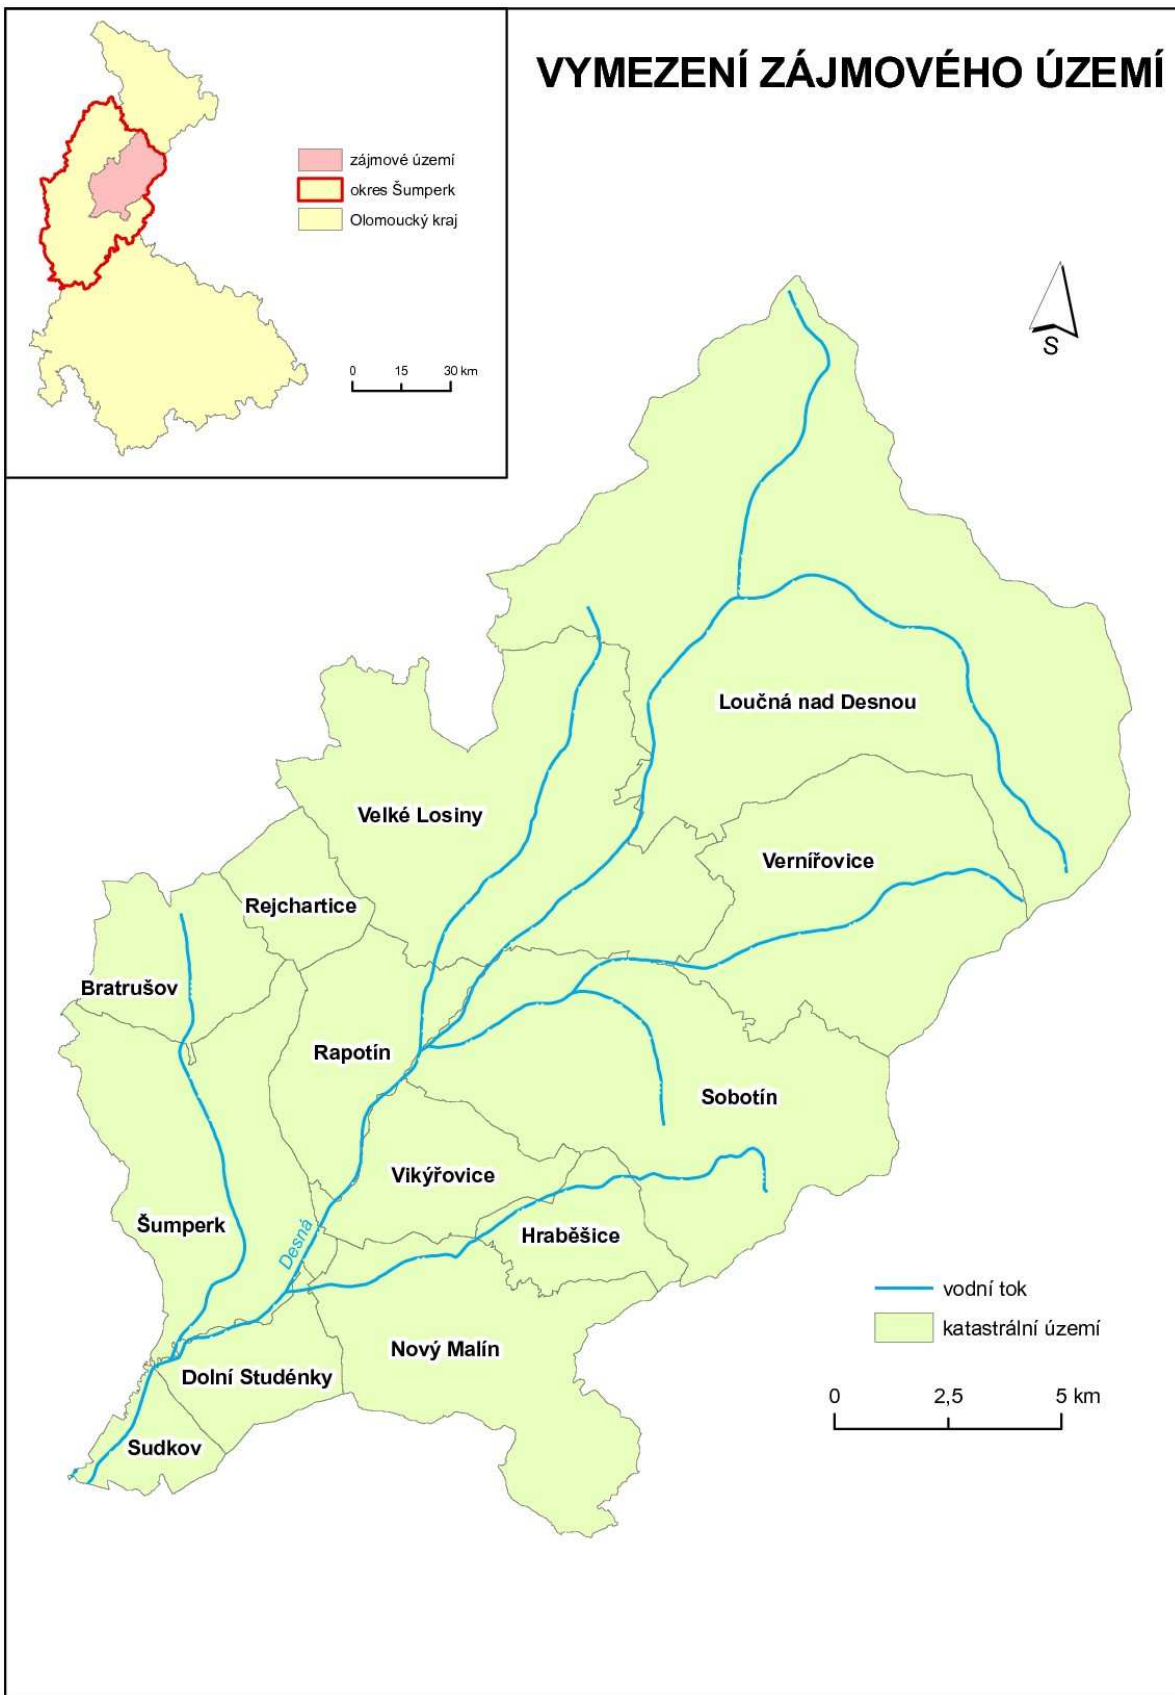 VYMEZENÍ ZÁJMOVÉHO ÚZEMÍ
zájmové území
okres Šumperk
Olomoucký kraj
0 15 30 km
S
Loučná nad Desnou
Velké Losiny
Vernířovice
Rejchartice
Bratrušov
Rapotín
Sobotín
Vikýřovice
Šumperk
Desná
Hraběšice
vodní tok
katastrální území
Nový Malín
Dolní Studénky
0 2,5 5 km
Sudkov